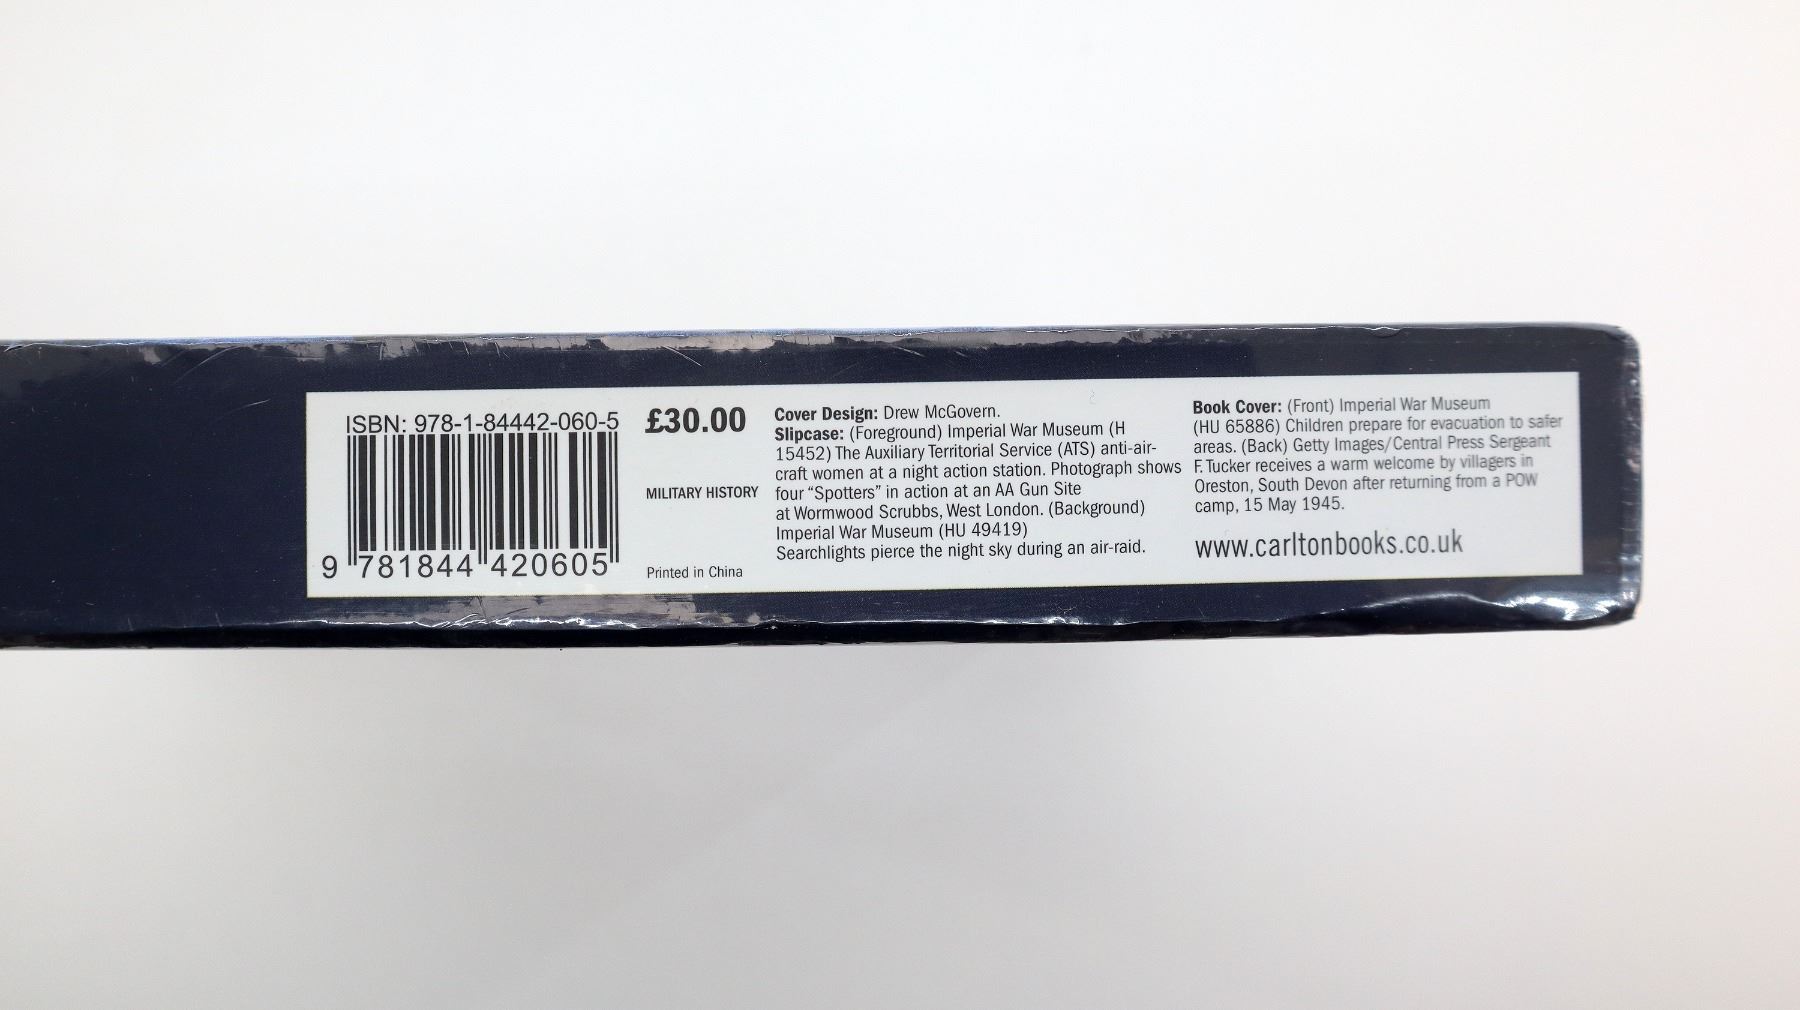 ISBN: 978-1-84442-060-5
9 781844 420605
£30.00
MILITARY HISTORY
Printed in China
Cover Design: Drew McGovern.
Slipcase: (Foreground) Imperial War Museum (H
15452) The Auxiliary Territorial Service (ATS) anti-air-
craft women at a night action station. Photograph shows
four “Spotters” in action at an AA Gun Site
at Wormwood Scrubbs, West London. (Background)
Imperial War Museum (HU 49419)
Searchlights pierce the night sky during an air-raid.
Book Cover: (Front) Imperial War Museum
(HU 65886) Children prepare for evacuation to safer
areas. (Back) Getty Images/Central Press Sergeant
F. Tucker receives a warm welcome by villagers in
Oreston, South Devon after returning from a POW
camp, 15 May 1945.
www.carltonbooks.co.uk